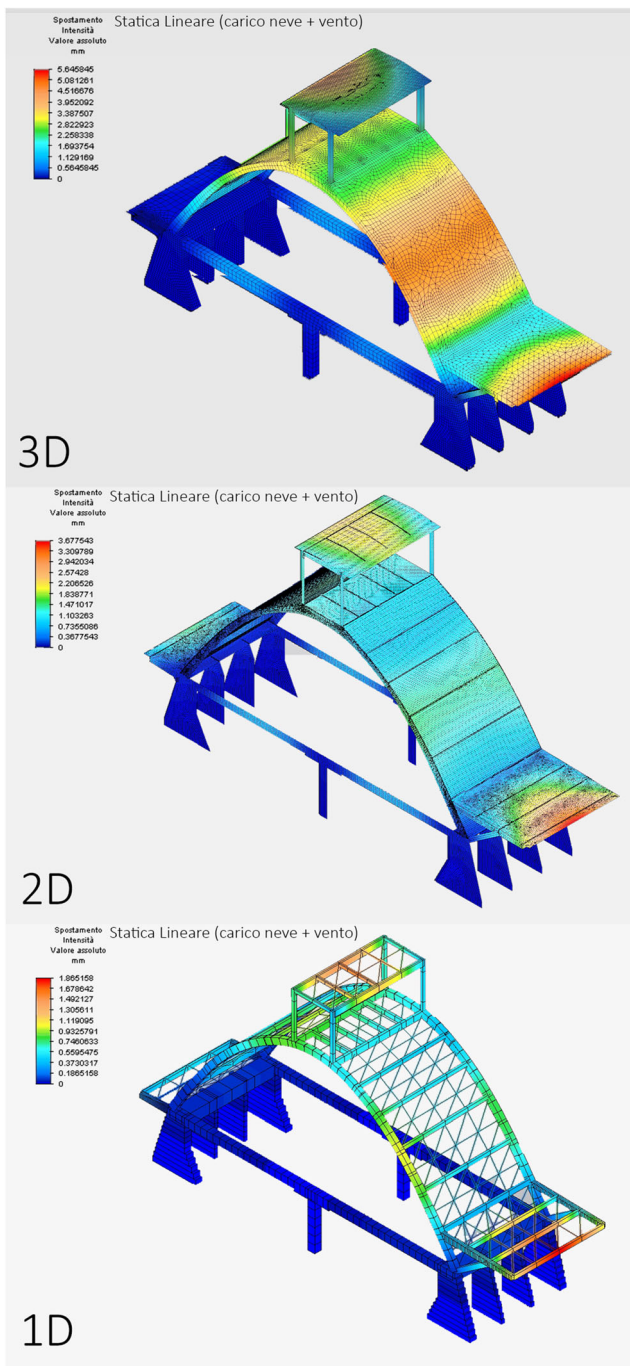 Spostamento
Intensità
Valore assoluto
mm
Statica Lineare (carico neve + vento)
5.645845
5.081261
4.516676
3.952092
3.387507
2.822923
2.258338
1.693754
1.129169
0.5645845
0
3D
Spostamento
Intensità
Valore assoluto
mm
Statica Lineare (carico neve + vento)
3.677543
3.309789
2.942034
2.57428
2.206526
1.838771
1.471017
1.103263
0.7355086
0.3677543
0
2D
Spostamento
Intensità
Valore assoluto
mm
Statica Lineare (carico neve + vento)
1.865158
1.678642
1.492127
1.305611
1.119095
0.9325791
0.7460633
0.5595475
0.3730317
0.1865158
0
1D